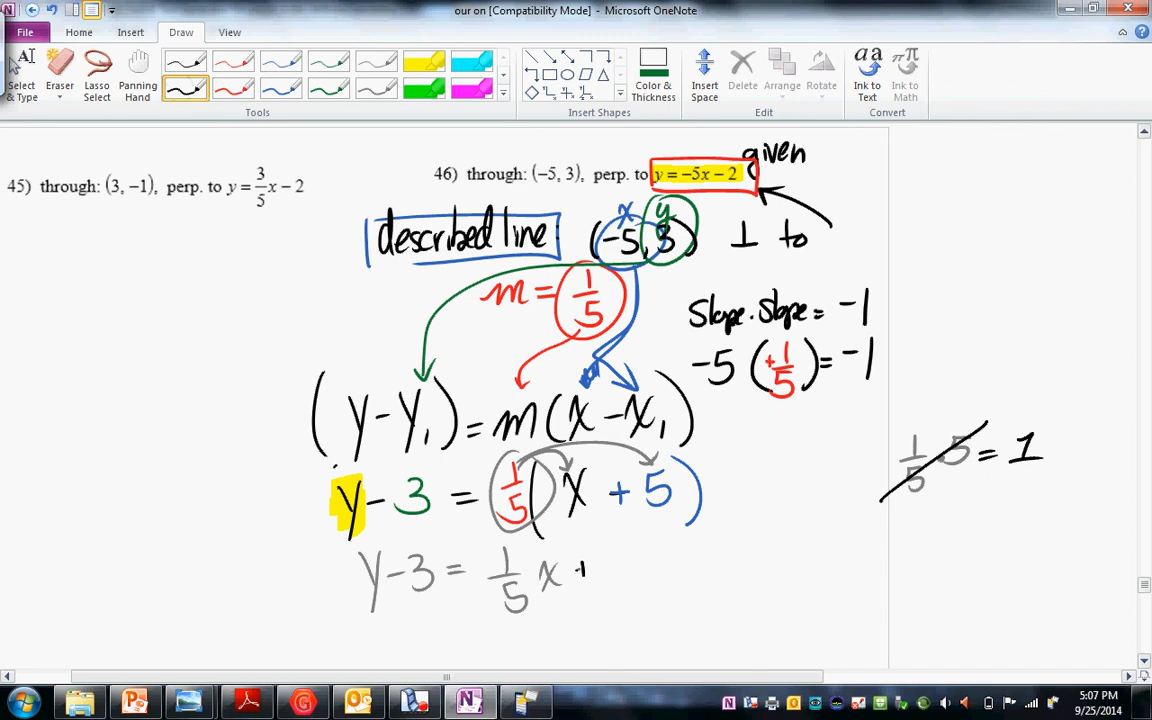 our on [Compatibility Mode] - Microsoft OneNote
File Home Insert Draw View
Select & Type Eraser Lasso Select Panning Hand Color & Thickness Insert Space Delete Arrange Rotate Ink to Text Ink to Math
Tools Insert Shapes Edit Convert
45) through: (3, −1), perp. to y = 3/5 x − 2
46) through: (−5, 3), perp. to y = −5x − 2
given
x y
described line (-5, 3) ⊥ to
m = 1/5
Slope · Slope = -1
-5 (+1/5) = -1
(y - y₁) = m(x - x₁)
1/5 · 5 = 1
y - 3 = 1/5 (x + 5)
y - 3 = 1/5 x +
5:07 PM
9/25/2014